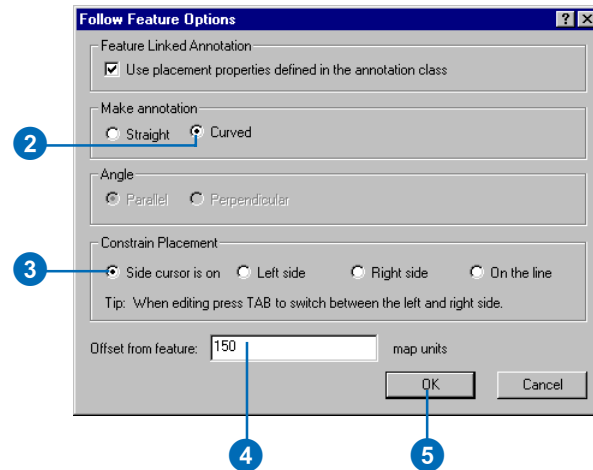 Follow Feature Options
Feature Linked Annotation
Use placement properties defined in the annotation class
Make annotation
2
Straight Curved
Angle
Parallel Perpendicular
Constrain Placement
3
Side cursor is on Left side Right side On the line
Tip: When editing press TAB to switch between the left and right side.
Offset from feature: 150 map units
OK Cancel
4 5